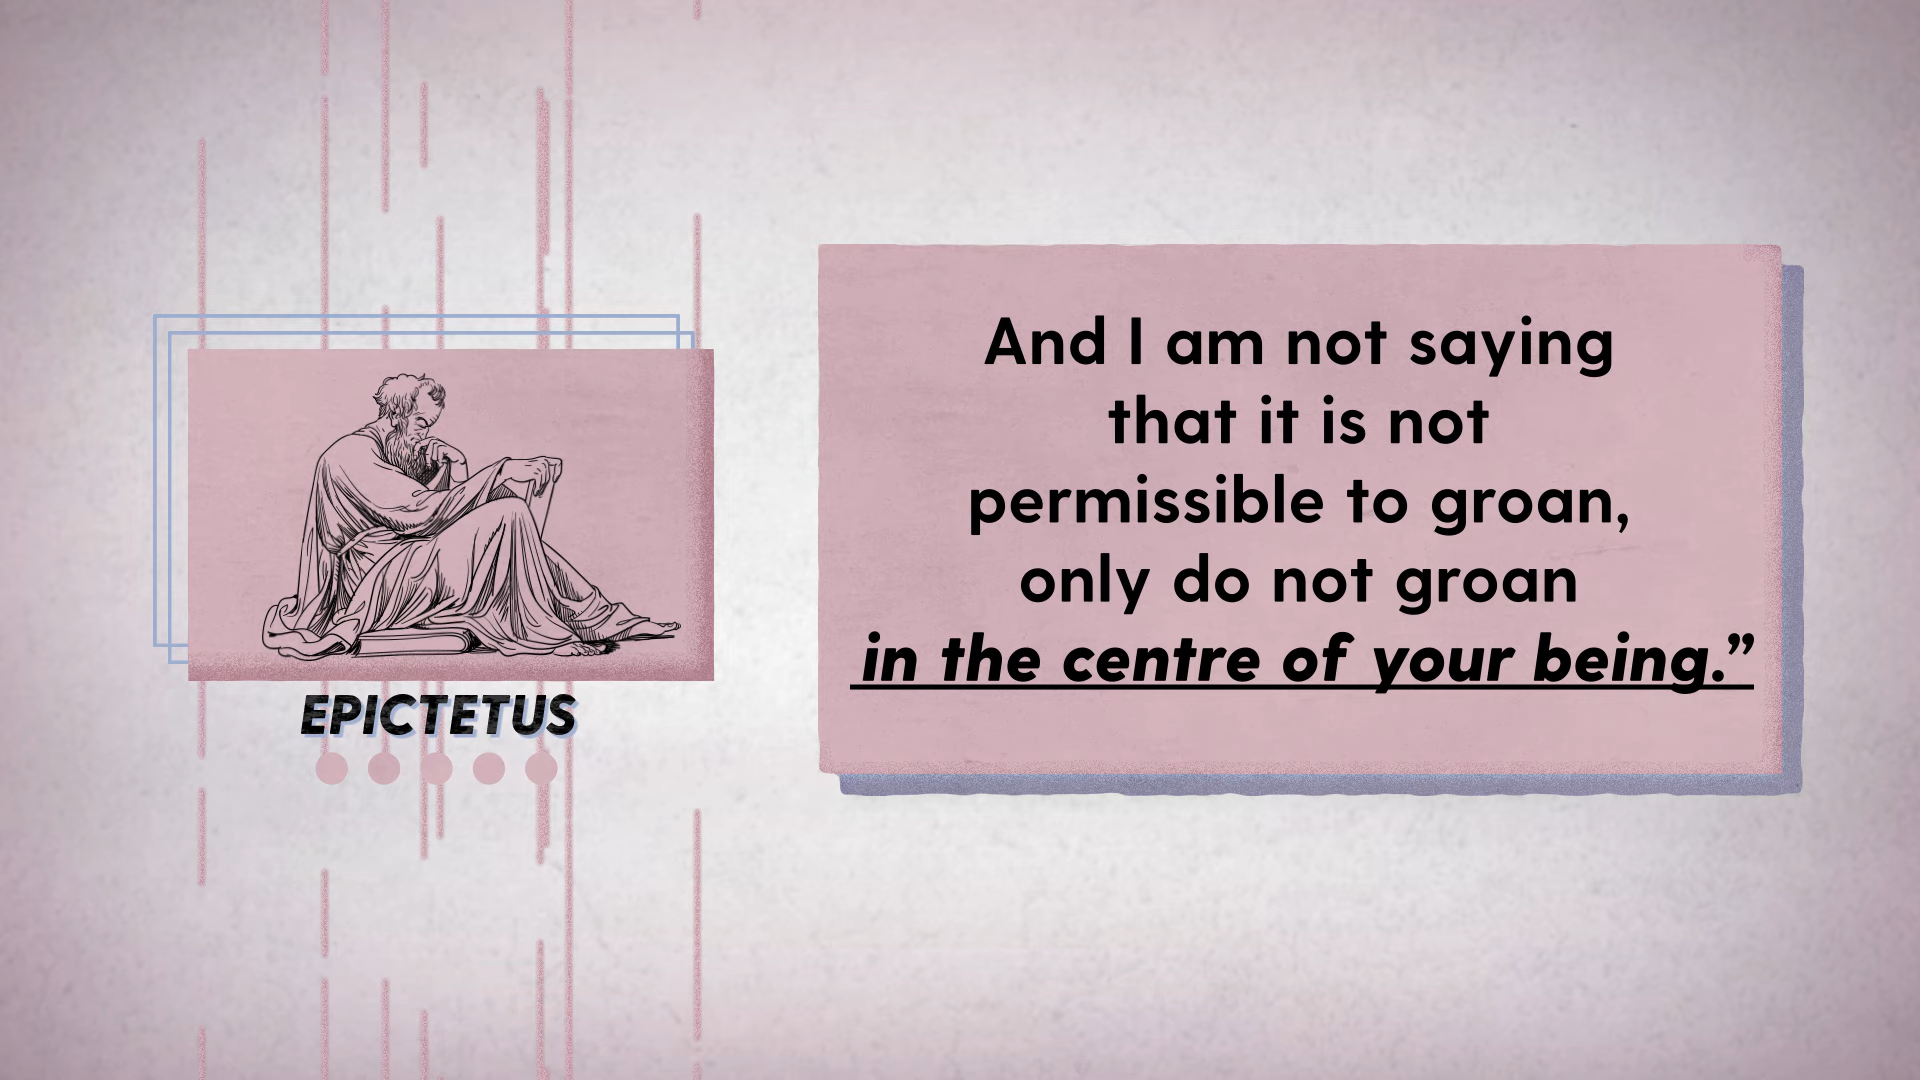 EPICTETUS
And I am not saying
that it is not
permissible to groan,
only do not groan
in the centre of your being.”